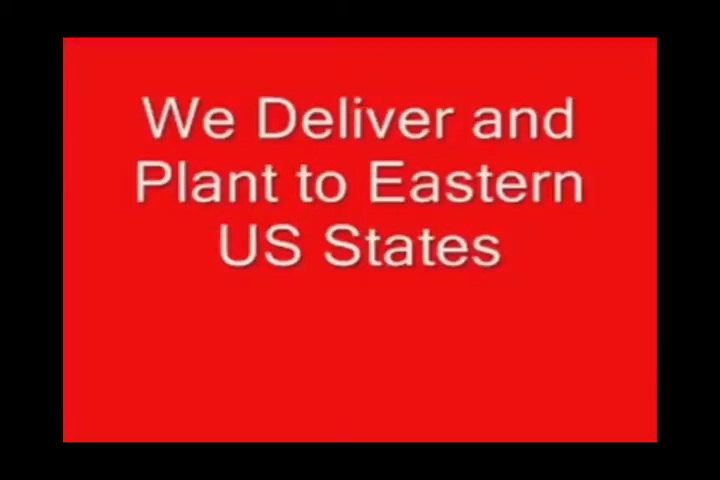 We Deliver and
Plant to Eastern
US States